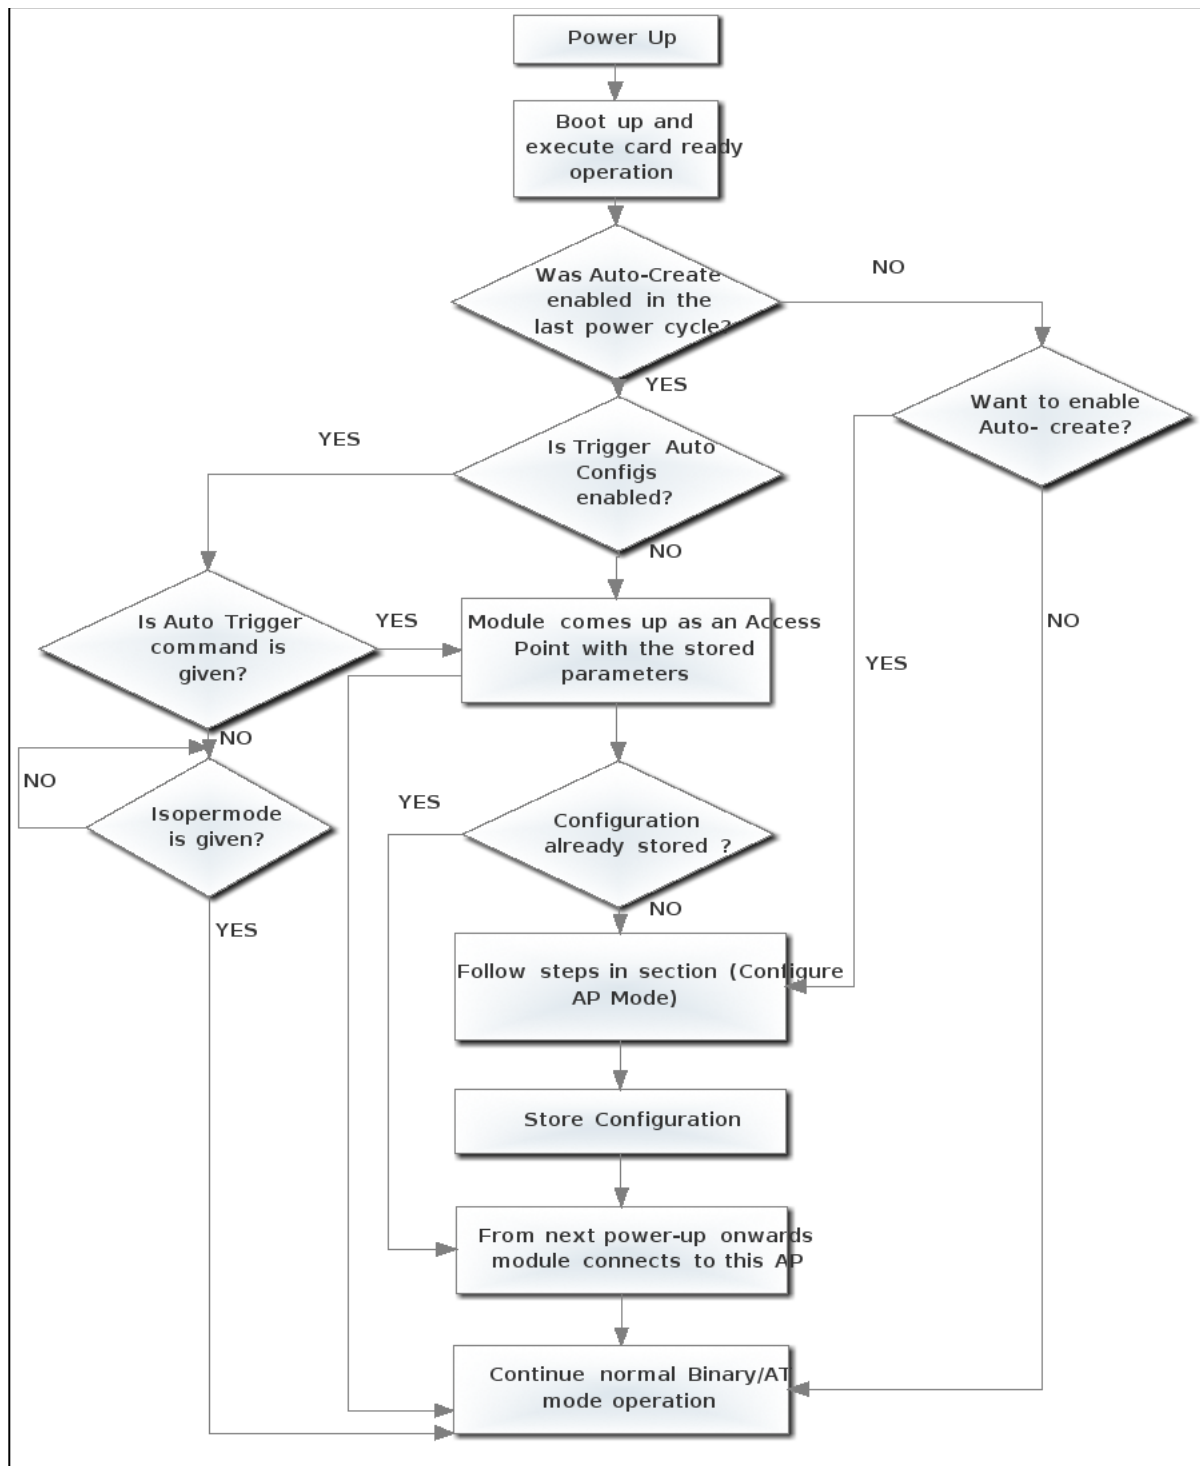 Power Up
Boot up and
execute card ready
operation
Was Auto-Create
enabled in the
last power cycle?
NO
YES
Want to enable
Auto- create?
Is Trigger Auto
Configs
enabled?
YES
NO
Is Auto Trigger
command is
given?
YES
Module comes up as an Access
Point with the stored
parameters
NO
YES
NO
NO
Isopermode
is given?
YES
Configuration
already stored ?
NO
YES
Follow steps in section (Configure
AP Mode)
Store Configuration
From next power-up onwards
module connects to this AP
Continue normal Binary/AT
mode operation